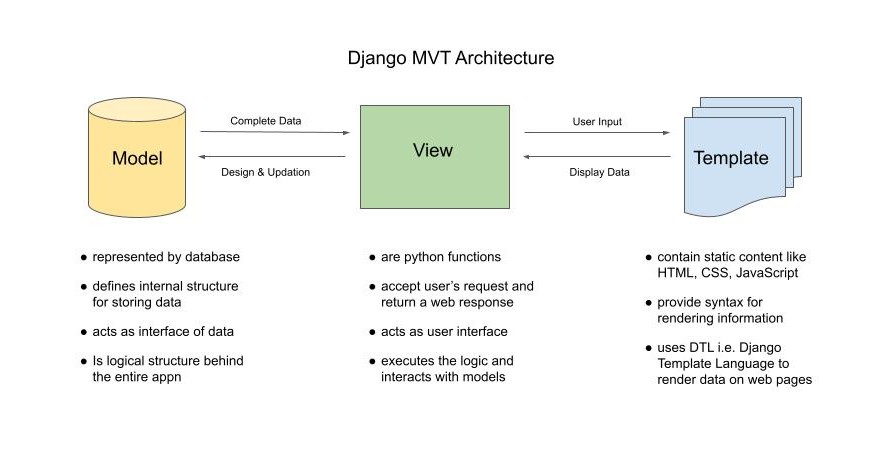 Django MVT Architecture
Complete Data
User Input
Model
View
Template
Design & Updation
Display Data
● represented by database
● defines internal structure
for storing data
● acts as interface of data
● Is logical structure behind
the entire appn
● are python functions
● accept user’s request and
return a web response
● acts as user interface
● executes the logic and
interacts with models
● contain static content like
HTML, CSS, JavaScript
● provide syntax for
rendering information
● uses DTL i.e. Django
Template Language to
render data on web pages